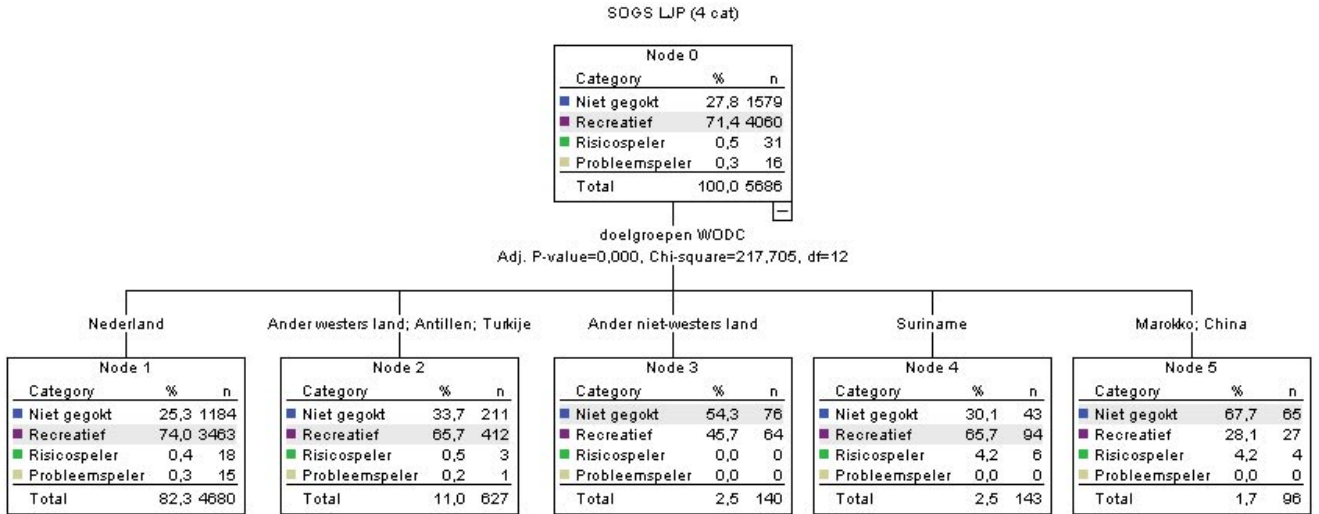 SOGS LJP (4 cat)
Node 0
Category % n
Niet gegokt 27,8 1579
Recreatief 71,4 4060
Risicospeler 0,5 31
Probleemspeler 0,3 16
Total 100,0 5686
doelgroepen WODC
Adj. P-value=0,000, Chi-square=217,705, df=12
Nederland
Node 1
Category % n
Niet gegokt 25,3 1184
Recreatief 74,0 3463
Risicospeler 0,4 18
Probleemspeler 0,3 15
Total 82,3 4680
Ander westers land; Antillen; Turkije
Node 2
Category % n
Niet gegokt 33,7 211
Recreatief 65,7 412
Risicospeler 0,5 3
Probleemspeler 0,2 1
Total 11,0 627
Ander niet-westers land
Node 3
Category % n
Niet gegokt 54,3 76
Recreatief 45,7 64
Risicospeler 0,0 0
Probleemspeler 0,0 0
Total 2,5 140
Suriname
Node 4
Category % n
Niet gegokt 30,1 43
Recreatief 65,7 94
Risicospeler 4,2 6
Probleemspeler 0,0 0
Total 2,5 143
Marokko; China
Node 5
Category % n
Niet gegokt 67,7 65
Recreatief 28,1 27
Risicospeler 4,2 4
Probleemspeler 0,0 0
Total 1,7 96